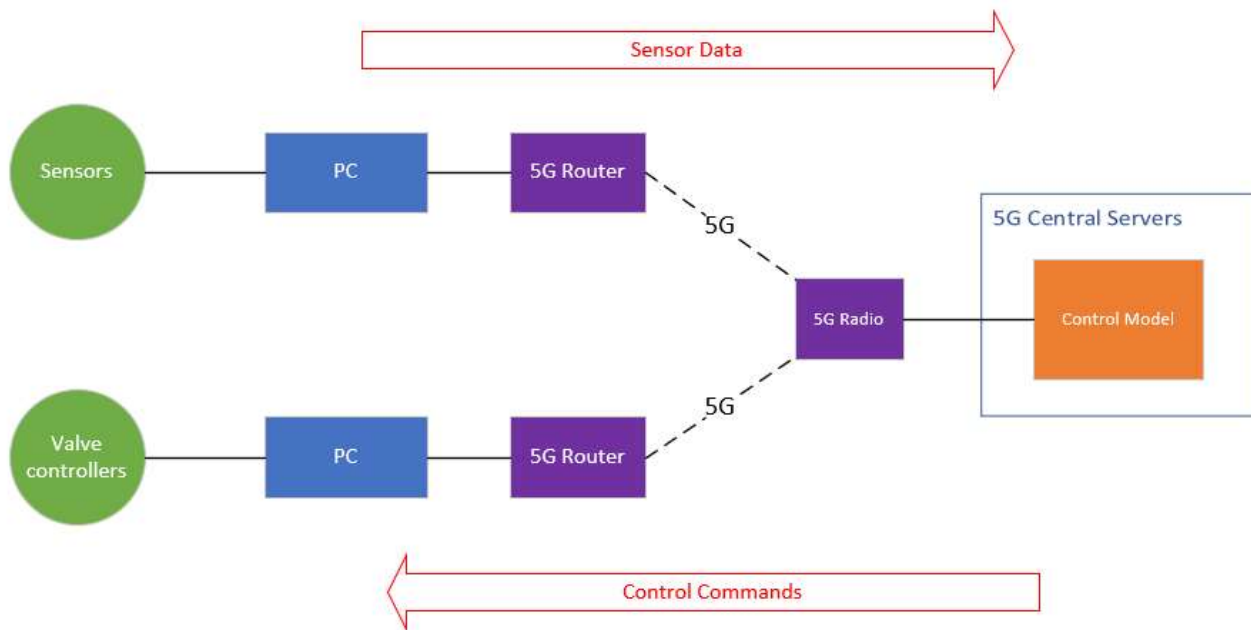 Sensor Data
Sensors
PC
5G Router
5G
5G Central Servers
5G Radio
Control Model
5G
Valve
controllers
PC
5G Router
Control Commands